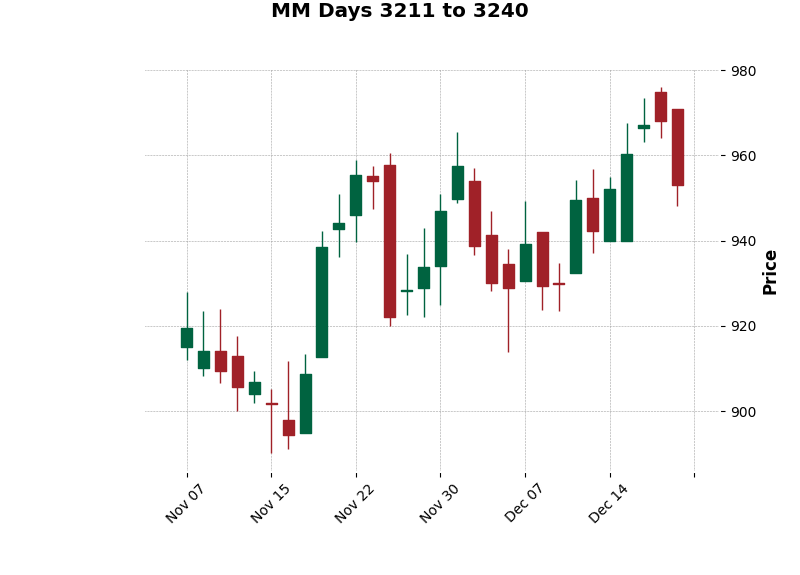 MM Days 3211 to 3240
980
960
940
920
900
Price
Nov 07
Nov 15
Nov 22
Nov 30
Dec 07
Dec 14